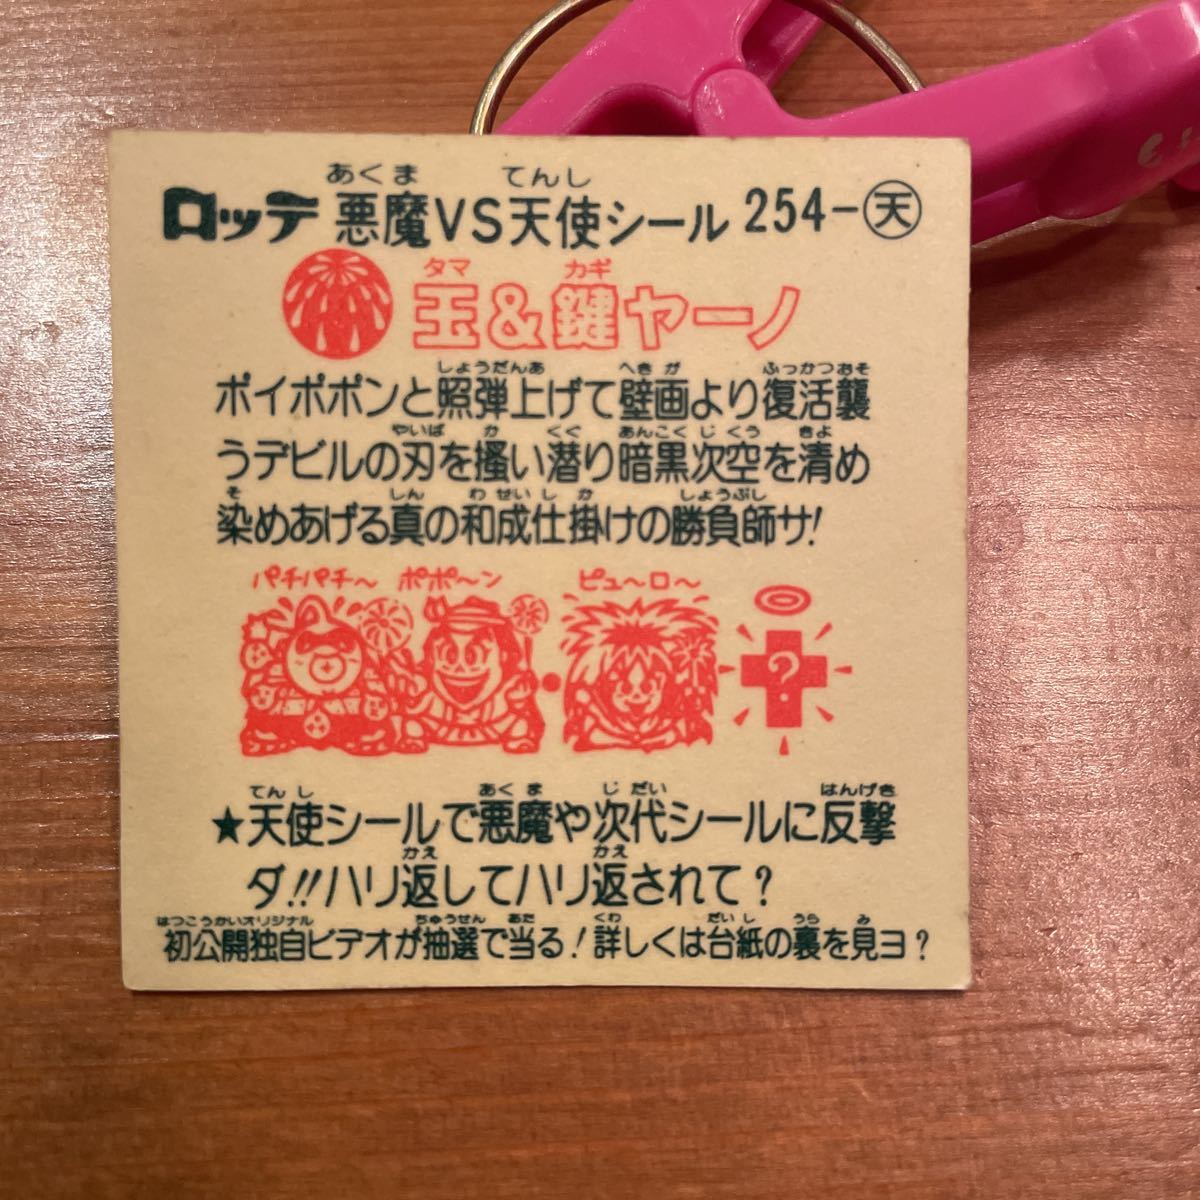 あくま てんし
ロッテ 悪魔VS天使シール 254-天
タマ カギ
玉&鍵ヤーノ
しょうだんあ へきが ふっかつおそ
ポイポポンと照弾上げて壁画より復活襲
やいば か くぐ あんこくじくう きよ
うデビルの刃を掻い潜り暗黒次空を清め
そ しん わせいしか しょうぶし
染めあげる真の和成仕掛けの勝負師サ!
パチパチ〜 ポポ〜ン ピュ〜ロ〜
?
てんし あくま じだい はんげき
★天使シールで悪魔や次代シールに反撃
かえ かえ
ダ!!ハリ返してハリ返されて?
はつこうかいオリジナル ちゅうせん あた くわ だいし うら み
初公開独自ビデオが抽選で当る!詳しくは台紙の裏を見ヨ?